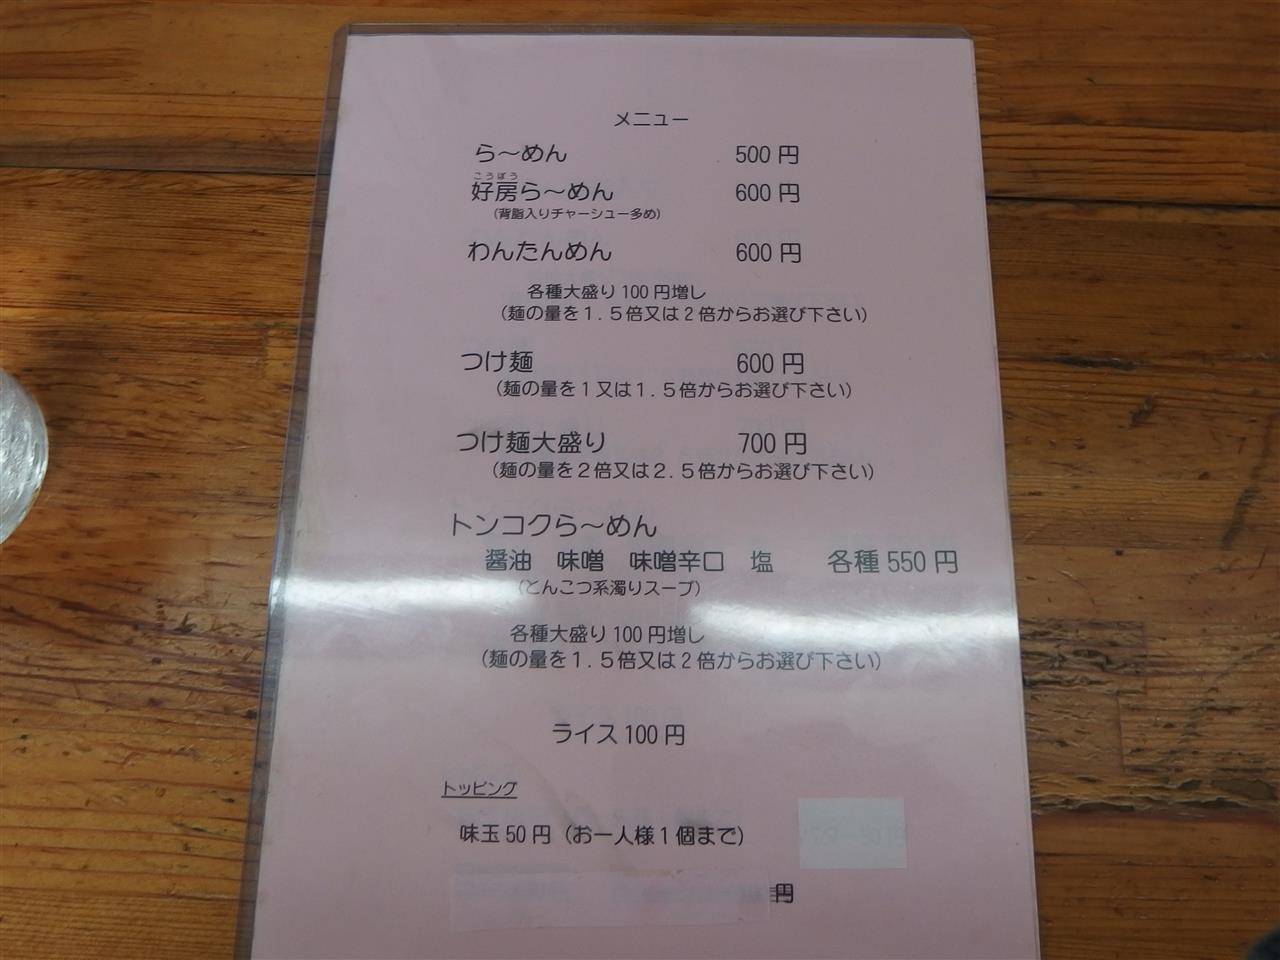 メニュー
ら～めん 500円
こうぼう
好房ら～めん 600円
（背脂入りチャーシュー多め）
わんたんめん 600円
各種大盛り100円増し
（麺の量を１.５倍又は２倍からお選び下さい）
つけ麺 600円
（麺の量を１又は１.５倍からお選び下さい）
つけ麺大盛り 700円
（麺の量を２倍又は２.５倍からお選び下さい）
トンコクら～めん
醤油 味噌 味噌辛口 塩 各種550円
（とんこつ系濁りスープ）
各種大盛り100円増し
（麺の量を１.５倍又は２倍からお選び下さい）
ライス100円
トッピング
味玉50円（お一人様１個まで）
円